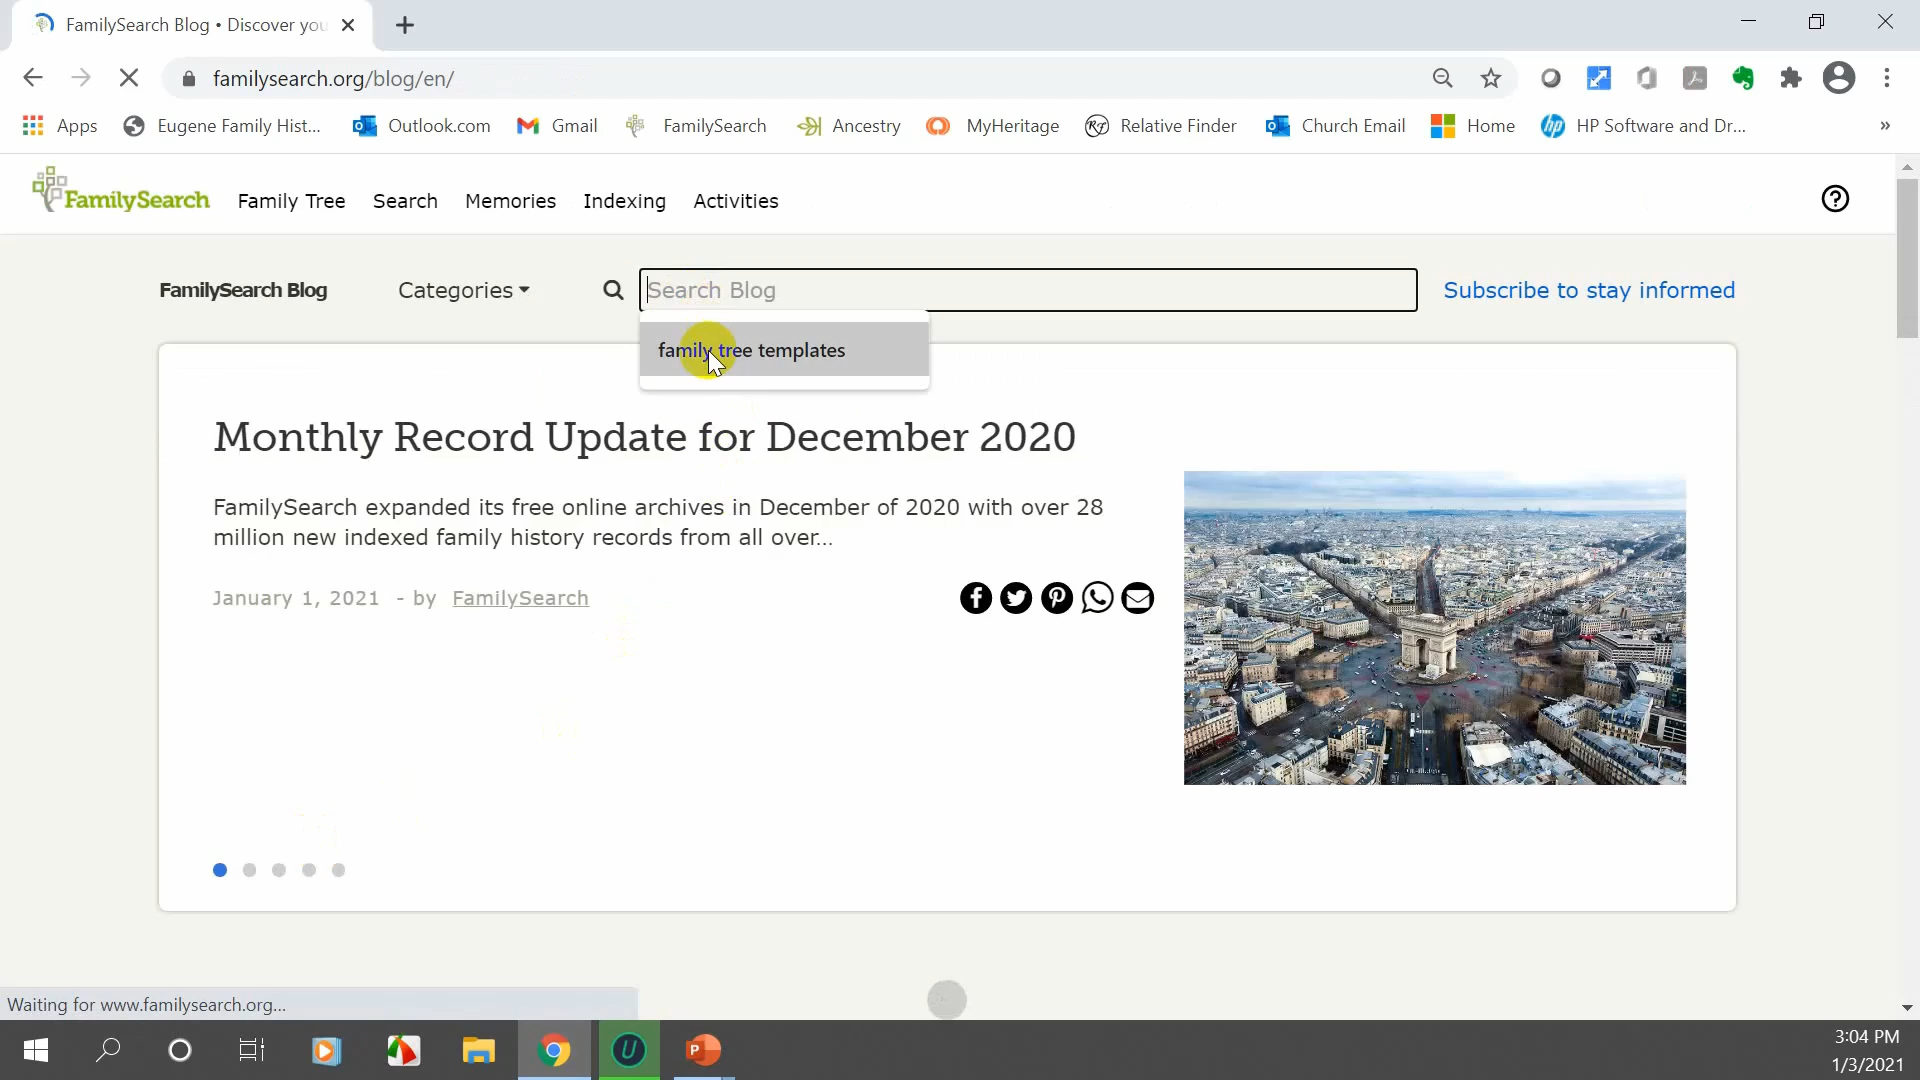 FamilySearch Blog • Discover you
familysearch.org/blog/en/
Apps
Eugene Family Hist...
Outlook.com
Gmail
FamilySearch
Ancestry
MyHeritage
Relative Finder
Church Email
Home
HP Software and Dr...
»
FamilySearch
Family Tree
Search
Memories
Indexing
Activities
FamilySearch Blog
Categories
Search Blog
Subscribe to stay informed
family tree templates
Monthly Record Update for December 2020
FamilySearch expanded its free online archives in December of 2020 with over 28
million new indexed family history records from all over...
January 1, 2021 - by FamilySearch
Waiting for www.familysearch.org...
3:04 PM
1/3/2021